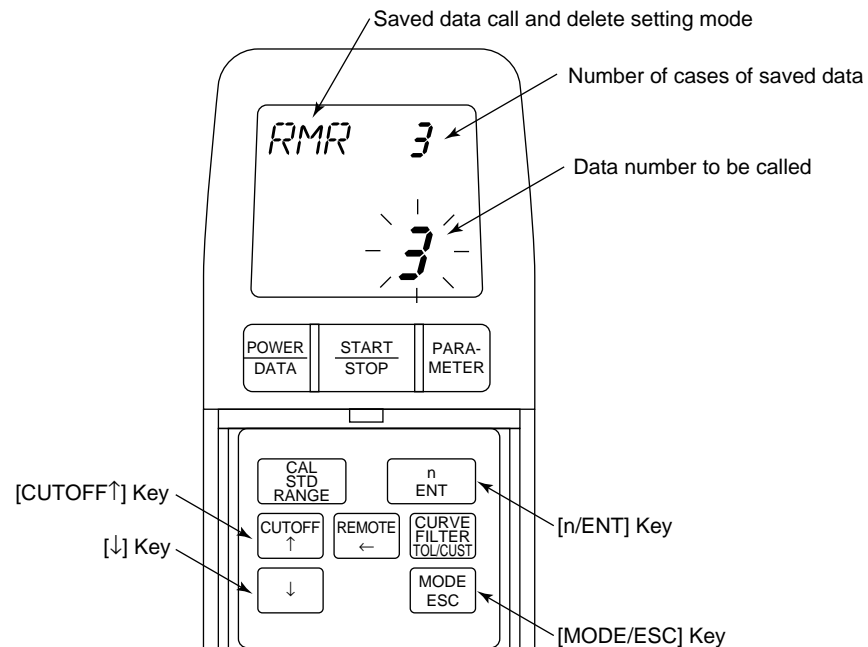 Saved data call and delete setting mode
Number of cases of saved data
RMR 3
Data number to be called
3
POWER
DATA
START
STOP
PARA-
METER
CAL
STD
RANGE
n
ENT
[CUTOFF↑] Key
CUTOFF
↑
REMOTE
←
CURVE
FILTER
TOL/CUST
[n/ENT] Key
[↓] Key
↓
MODE
ESC
[MODE/ESC] Key